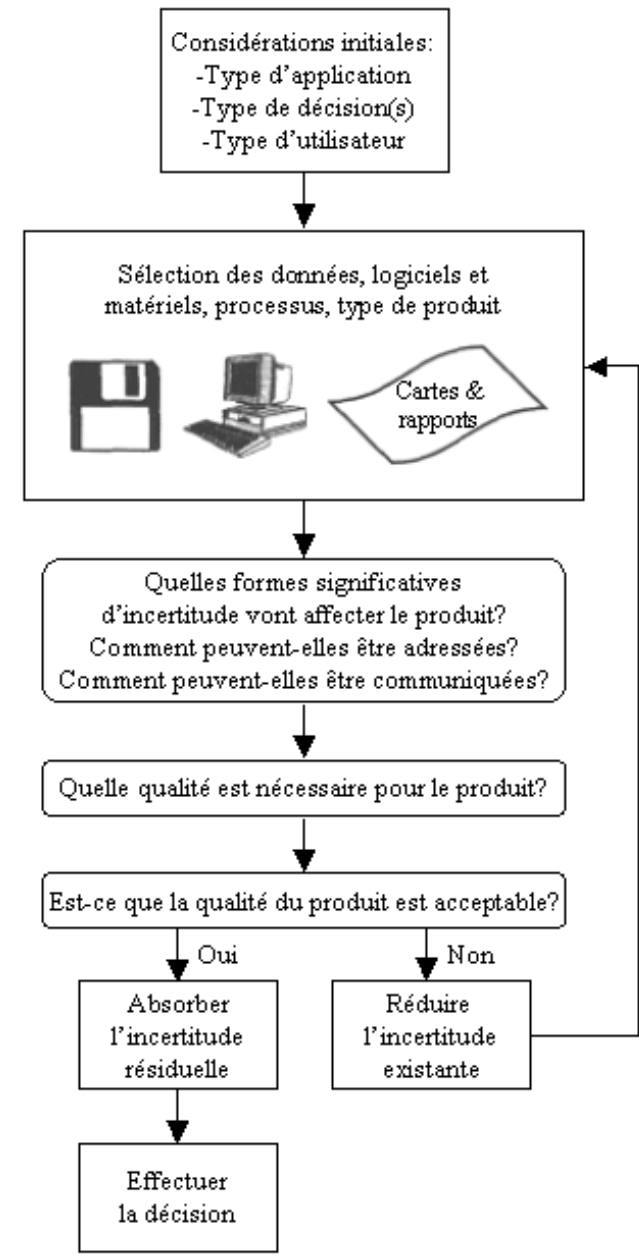 Considérations initiales:
-Type d'application
-Type de décision(s)
-Type d'utilisateur
Sélection des données, logiciels et
matériels, processus, type de produit
Cartes &
rapports
Quelles formes significatives
d'incertitude vont affecter le produit?
Comment peuvent-elles être adressées?
Comment peuvent-elles être communiquées?
Quelle qualité est nécessaire pour le produit?
Est-ce que la qualité du produit est acceptable?
Oui
Non
Absorber
l'incertitude
résiduelle
Réduire
l'incertitude
existante
Effectuer
la décision